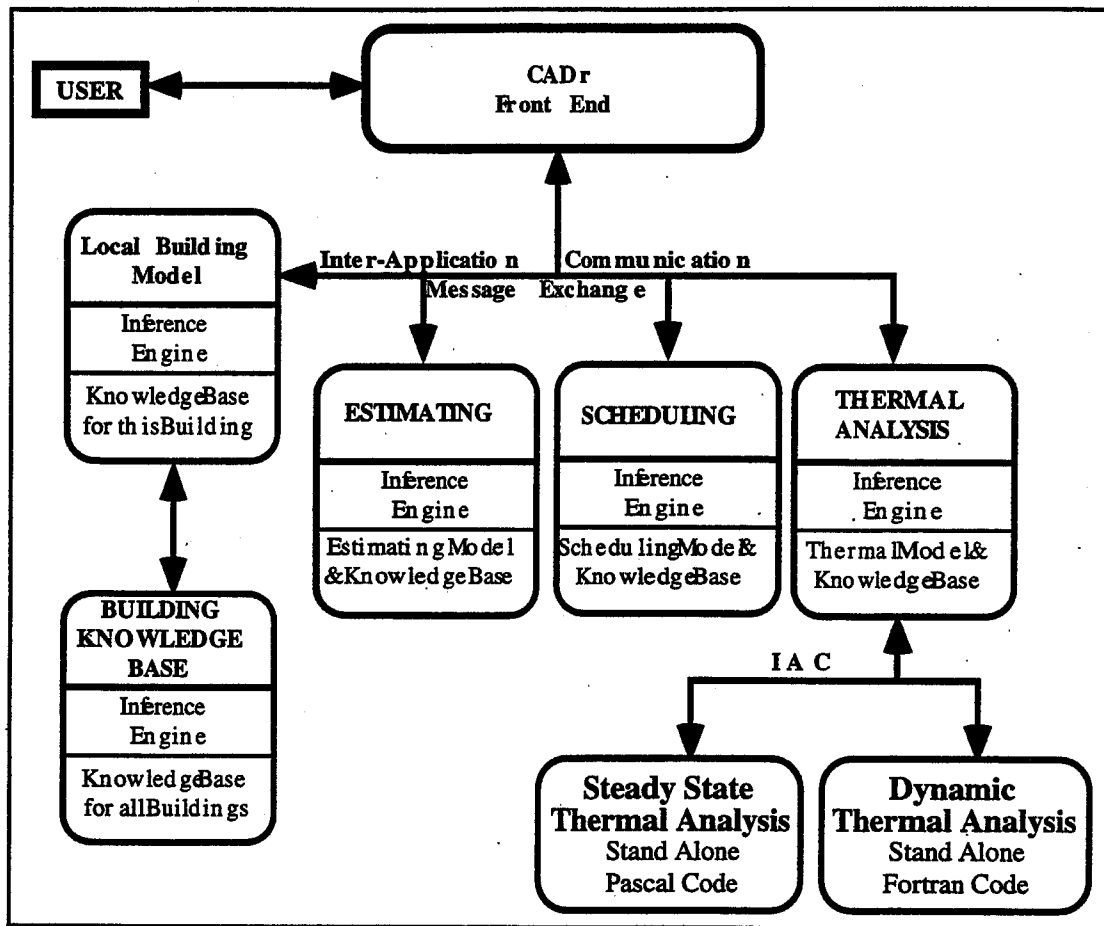 USER
CADr
Front End
Local Building
Model
Inference
Engine
KnowledgeBase
for thisBuilding
Inter-Application Communication
Message Exchange
ESTIMATING
Inference
Engine
Estimating Model
&KnowledgeBase
SCHEDULING
Inference
Engine
SchedulingModel&
KnowledgeBase
THERMAL
ANALYSIS
Inference
Engine
ThermalModel&
KnowledgeBase
BUILDING
KNOWLEDGE
BASE
Inference
Engine
KnowledgeBase
for allBuildings
I A C
Steady State
Thermal Analysis
Stand Alone
Pascal Code
Dynamic
Thermal Analysis
Stand Alone
Fortran Code